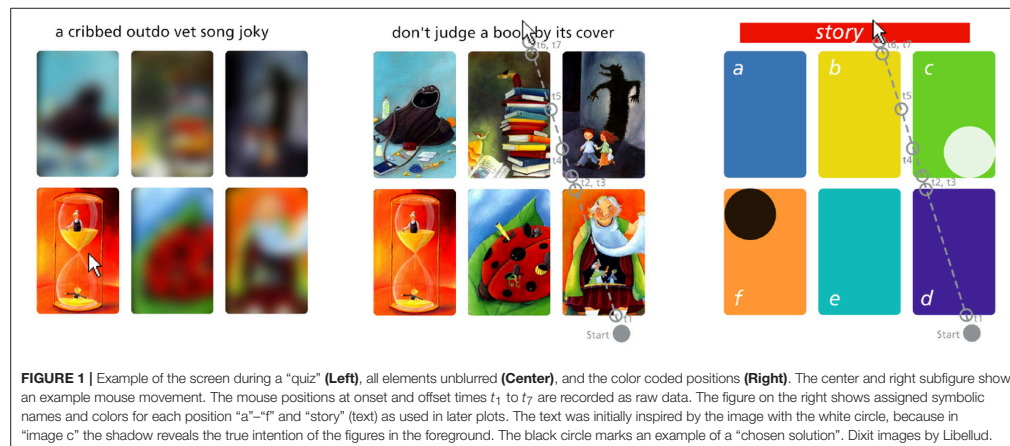 a cribbed outdo vet song joky
don't judge a book by its cover
story
t6, t7
t6, t7
a
b
c
t5
t5
t4
t4
t2, t3
t2, t3
f
e
d
t1
t1
Start
Start
FIGURE 1 | Example of the screen during a “quiz” (Left), all elements unblurred (Center), and the color coded positions (Right). The center and right subfigure show
an example mouse movement. The mouse positions at onset and offset times t1 to t7 are recorded as raw data. The figure on the right shows assigned symbolic
names and colors for each position “a”–“f” and “story” (text) as used in later plots. The text was initially inspired by the image with the white circle, because in
“image c” the shadow reveals the true intention of the figures in the foreground. The black circle marks an example of a “chosen solution”. Dixit images by Libellud.